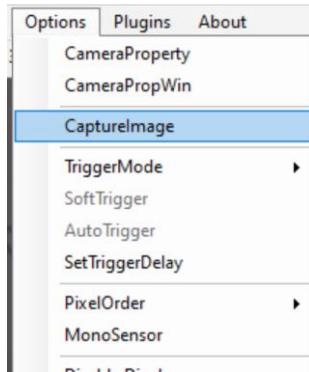 Options Plugins About
CameraProperty
CameraPropWin
CaptureImage
TriggerMode
SoftTrigger
AutoTrigger
SetTriggerDelay
PixelOrder
MonoSensor